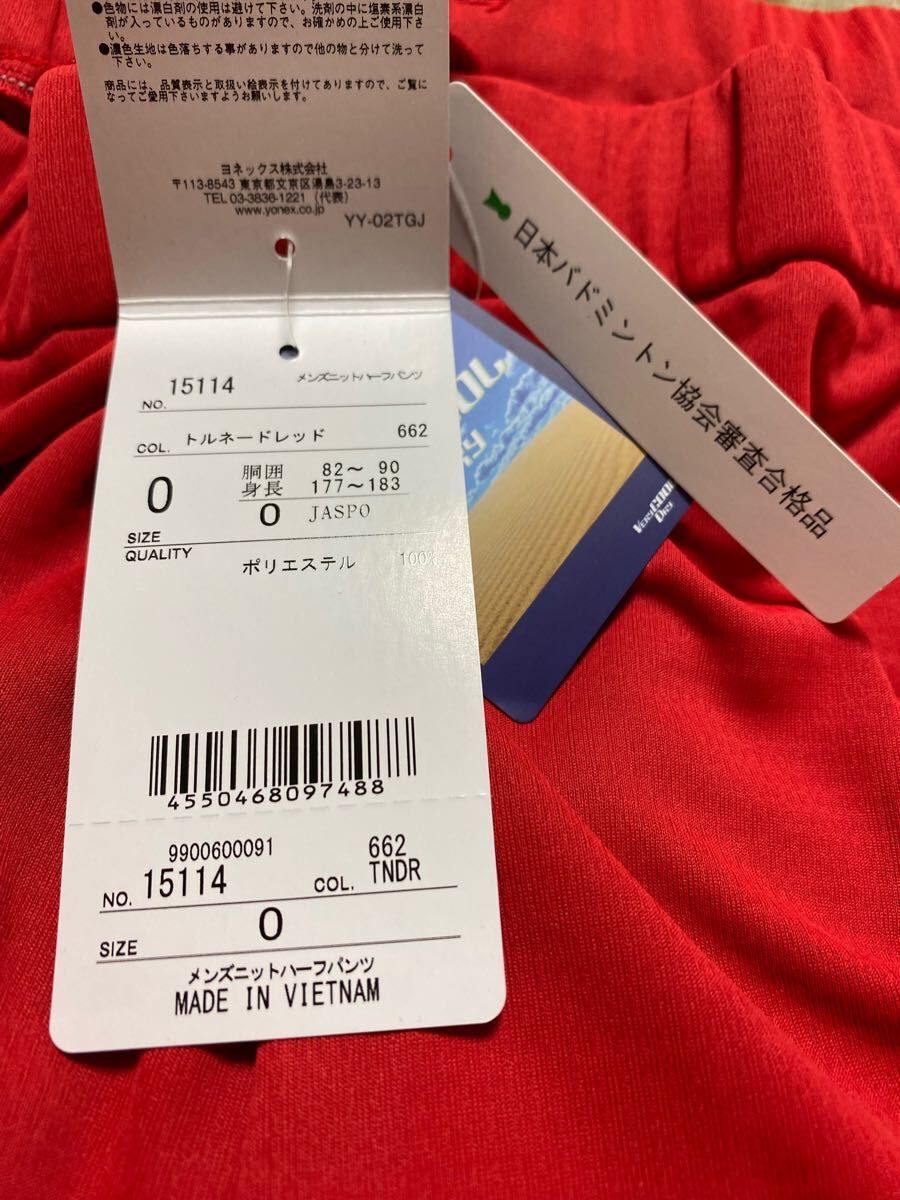 ●色物には漂白剤の使用は避けて下さい。洗剤の中に塩素系漂白
剤が入っているものがありますので、お確かめの上ご使用下さ
い。
●濃色生地は色落ちする事がありますので他の物と分けて洗って
下さい。
商品には、品質表示と取扱い絵表示を付けてありますので、ご覧に
なってご愛用下さいますようお願いします。
ヨネックス株式会社
〒113-8543 東京都文京区湯島3-23-13
TEL 03-3836-1221（代表）
www.yonex.co.jp
YY-02TGJ
NO. 15114 メンズニットハーフパンツ
COL. トルネードレッド 662
0 胴囲 82～ 90
身長 177～183
SIZE 0 JASPO
QUALITY
ポリエステル 100%
4550468097488
9900600091
NO. 15114 COL. 662
TNDR
SIZE 0
メンズニットハーフパンツ
MADE IN VIETNAM
日本バドミントン協会審査合格品
VERY COOL
DRY